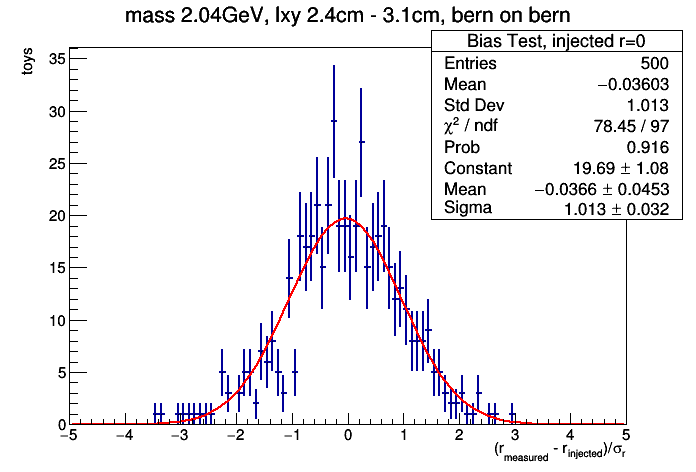 mass 2.04GeV, lxy 2.4cm - 3.1cm, bern on bern
toys
Bias Test, injected r=0
Entries 500
Mean −0.03603
Std Dev 1.013
χ² / ndf 78.45 / 97
Prob 0.916
Constant 19.69 ± 1.08
Mean −0.0366 ± 0.0453
Sigma 1.013 ± 0.032
35
30
25
20
15
10
5
0
−5 −4 −3 −2 −1 0 1 2 3 4 5
(r_measured - r_injected)/σ_r